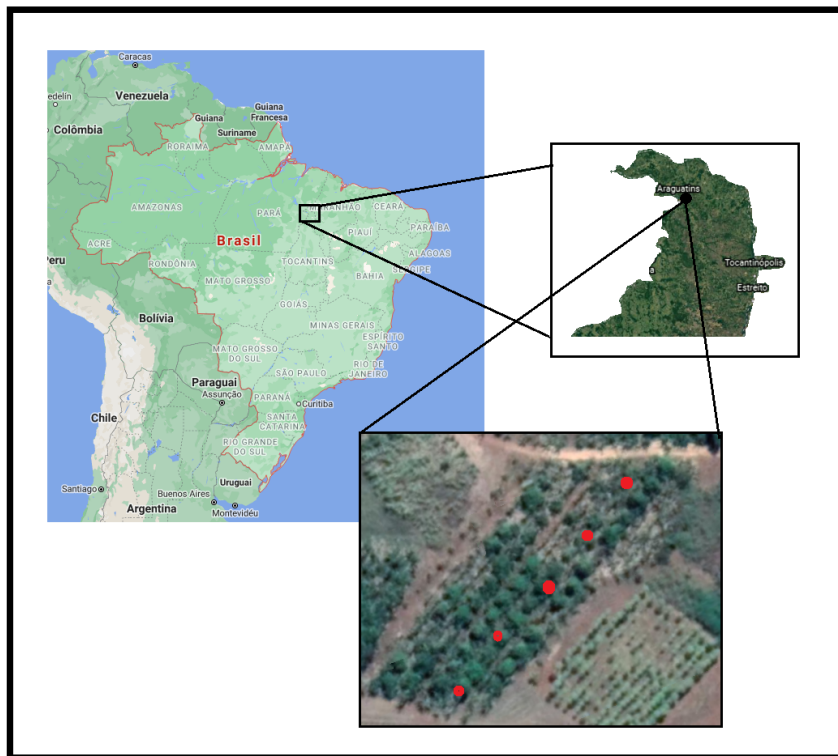 Caracas
edellín
Venezuela
Guiana
Guiana
Francesa
Suriname
Colômbia
RORAIMA
AMAPÁ
AMAZONAS
PARÁ
MARANHÃO
CEARÁ
PARAÍBA
PIAUÍ
Brasil
ACRE
ALAGOAS
SERGIPE
TOCANTINS
Peru
RONDÔNIA
BAHIA
MATO GROSSO
GOIÁS
Bolívia
MINAS GERAIS
ESPÍRITO
SANTO
MATO GROSSO
DO SUL
RIO DE
JANEIRO
SÃO PAULO
Paraguai
Assunção
PARANÁ
Curitiba
Chile
SANTA
CATARINA
RIO GRANDE
DO SUL
Uruguai
Santiago
Buenos Aires
Argentina
Montevidéu
Araguatins
a
Tocantinópolis
Estreito